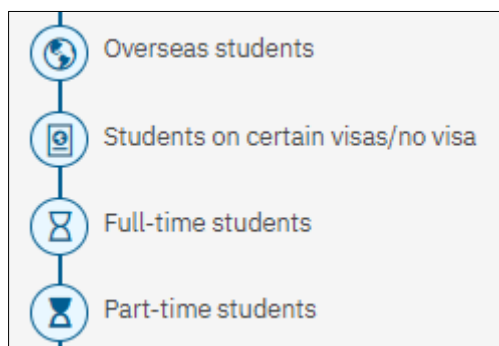 Overseas students
Students on certain visas/no visa
Full-time students
Part-time students